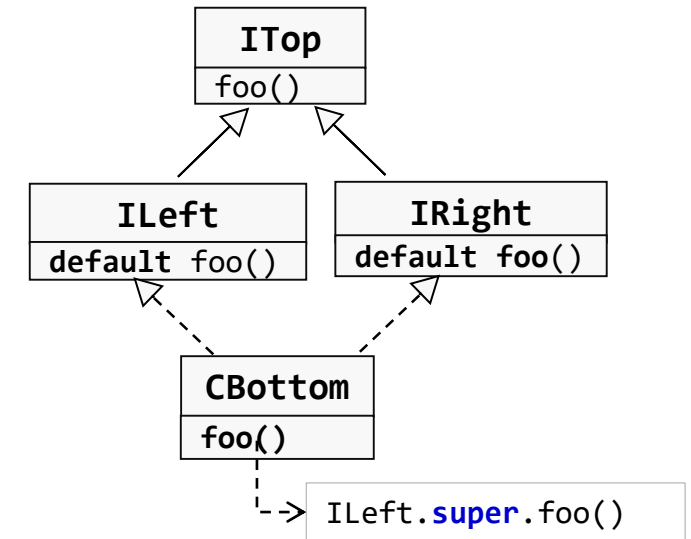 ITop
foo()
ILeft
default foo()
IRight
default foo()
CBottom
foo()
ILeft.super.foo()